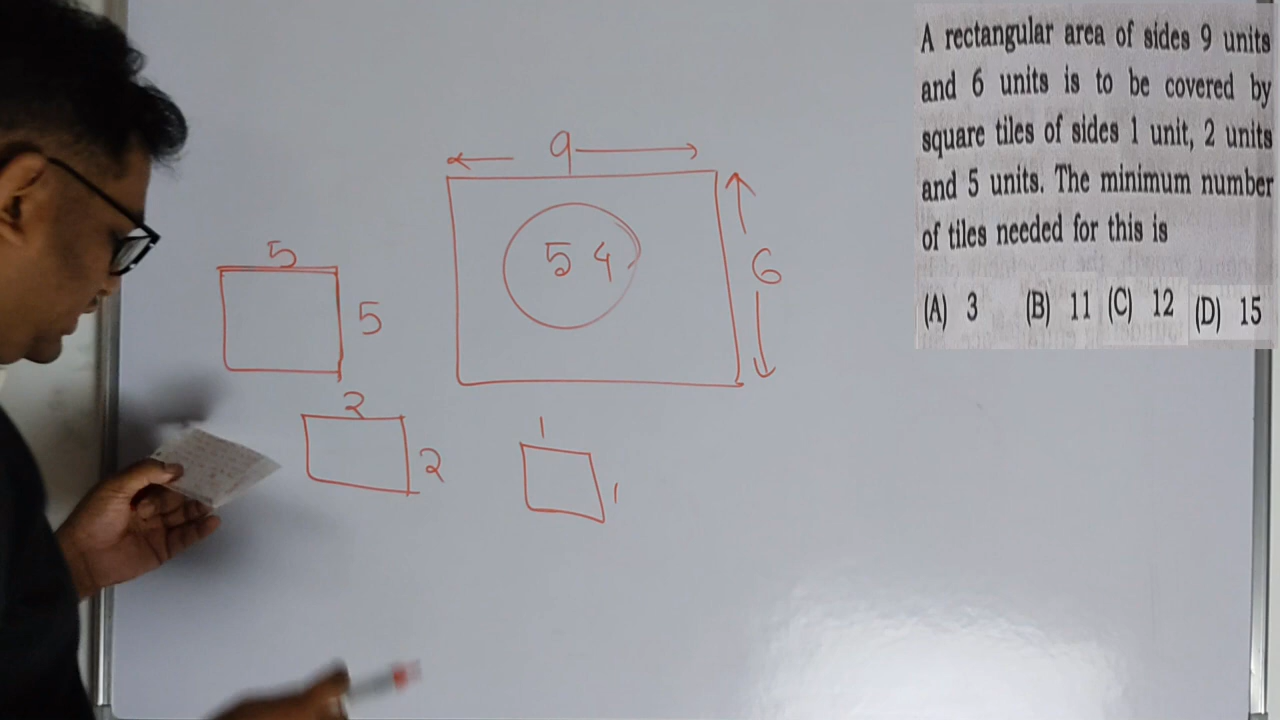 A rectangular area of sides 9 units
and 6 units is to be covered by
square tiles of sides 1 unit, 2 units
and 5 units. The minimum number
of tiles needed for this is
(A) 3 (B) 11 (C) 12 (D) 15
9
54
6
5
5
2
2
1
1